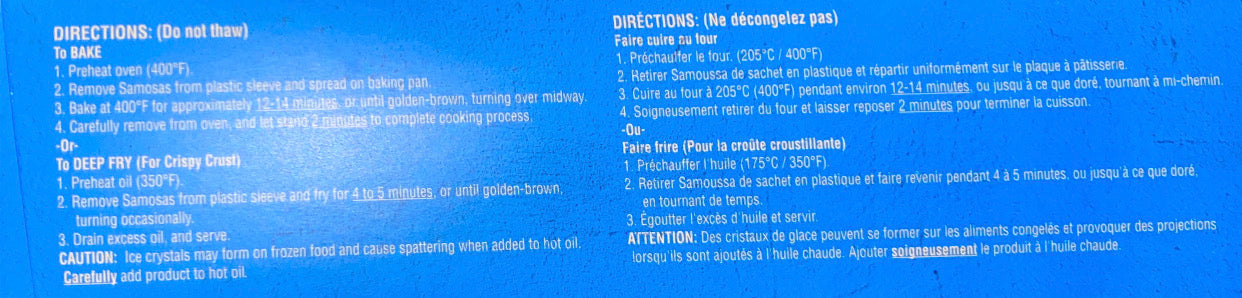 DIRECTIONS: (Do not thaw)
To BAKE
1. Preheat oven (400°F).
2. Remove Samosas from plastic sleeve and spread on baking pan.
3. Bake at 400°F for approximately 12-14 minutes, or until golden-brown, turning over midway.
4. Carefully remove from oven, and let stand 2 minutes to complete cooking process.
-Or-
To DEEP FRY (For Crispy Crust)
1. Preheat oil (350°F).
2. Remove Samosas from plastic sleeve and fry for 4 to 5 minutes, or until golden-brown,
turning occasionally.
3. Drain excess oil, and serve.
CAUTION: Ice crystals may form on frozen food and cause spattering when added to hot oil,
Carefully add product to hot oil.
DIRÉCTIONS: (Ne décongelez pas)
Faire cuire au four
1. Préchaulfer le four. (205°C / 400°F)
2. Retirer Samoussa de sachet en plastique et répartir uniformément sur le plaque à pâtisserie.
3. Cuire au four à 205°C (400°F) pendant environ 12-14 minutes, ou jusqu'à ce que doré, tournant à mi-chemin.
4. Soigneusement retirer du four et laisser reposer 2 minutes pour terminer la cuisson.
-Ou-
Faire frire (Pour la croûte croustillante)
1. Préchauffer l'huile (175°C / 350°F).
2. Retirer Samoussa de sachet en plastique et faire revenir pendant 4 à 5 minutes, ou jusqu'à ce que doré,
en tournant de temps.
3. Égoutter l'excès d'huile et servir.
ATTENTION: Des cristaux de glace peuvent se former sur les aliments congelés et provoquer des projections
lorsqu'ils sont ajoutés à l'huile chaude. Ajouter soigneusement le produit à l'huile chaude.